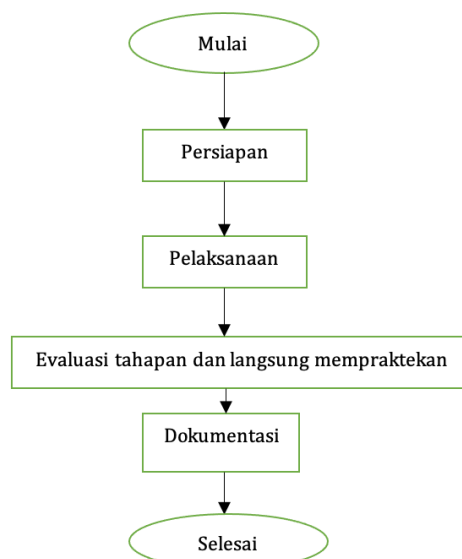 Mulai
Persiapan
Pelaksanaan
Evaluasi tahapan dan langsung mempraktekan
Dokumentasi
Selesai